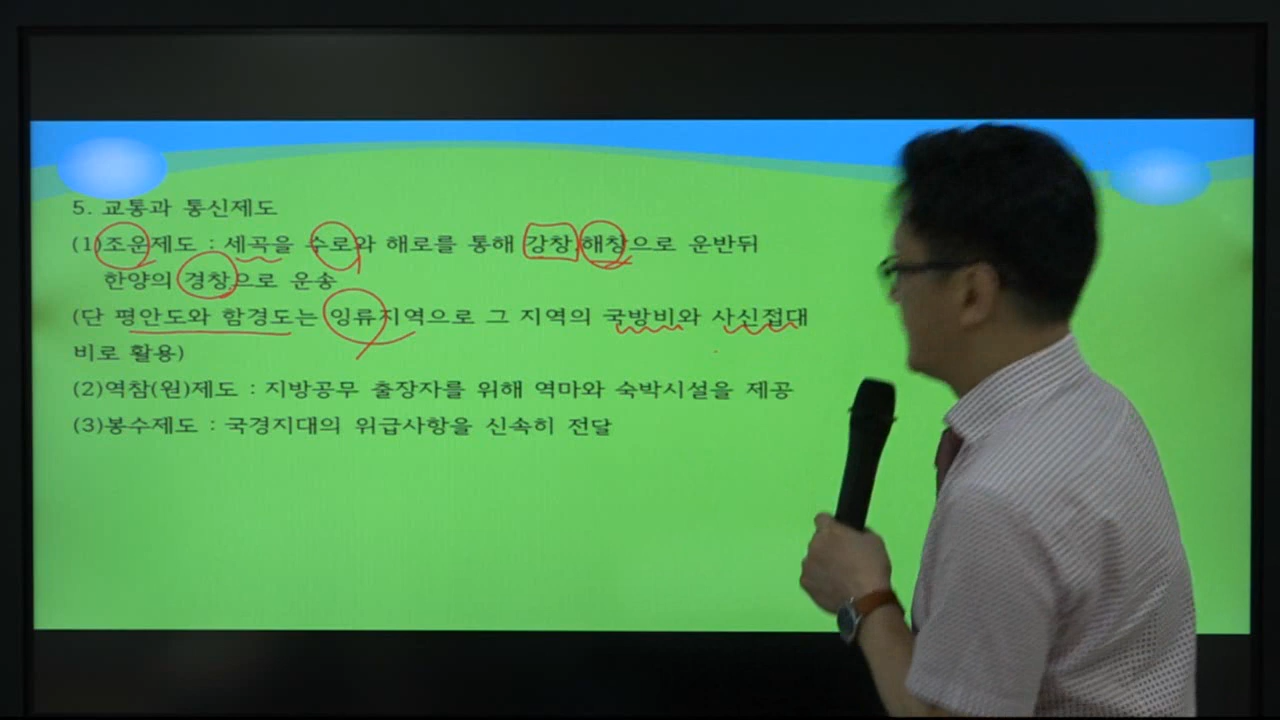 5. 교통과 통신제도
(1)조운제도 : 세곡을 수로와 해로를 통해 강창,해창으로 운반뒤
한양의 경창으로 운송
(단 평안도와 함경도는 잉류지역으로 그 지역의 국방비와 사신접대
비로 활용)
(2)역참(원)제도 : 지방공무 출장자를 위해 역마와 숙박시설을 제공
(3)봉수제도 : 국경지대의 위급사항을 신속히 전달